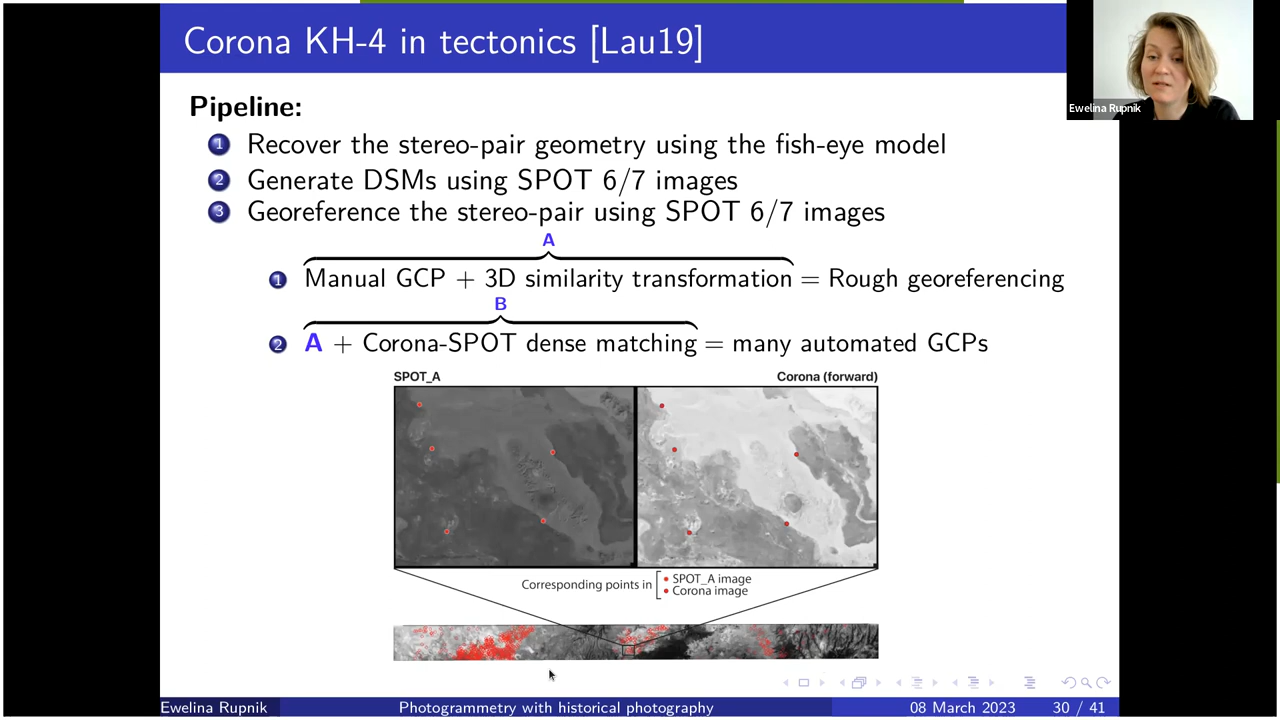 Corona KH-4 in tectonics [Lau19]
Ewelina Rupnik
Pipeline:
1 Recover the stereo-pair geometry using the fish-eye model
2 Generate DSMs using SPOT 6/7 images
3 Georeference the stereo-pair using SPOT 6/7 images
A
1 Manual GCP + 3D similarity transformation = Rough georeferencing
B
2 A + Corona-SPOT dense matching = many automated GCPs
SPOT_A Corona (forward)
Corresponding points in
SPOT_A image
Corona image
Ewelina Rupnik Photogrammetry with historical photography 08 March 2023 30 / 41